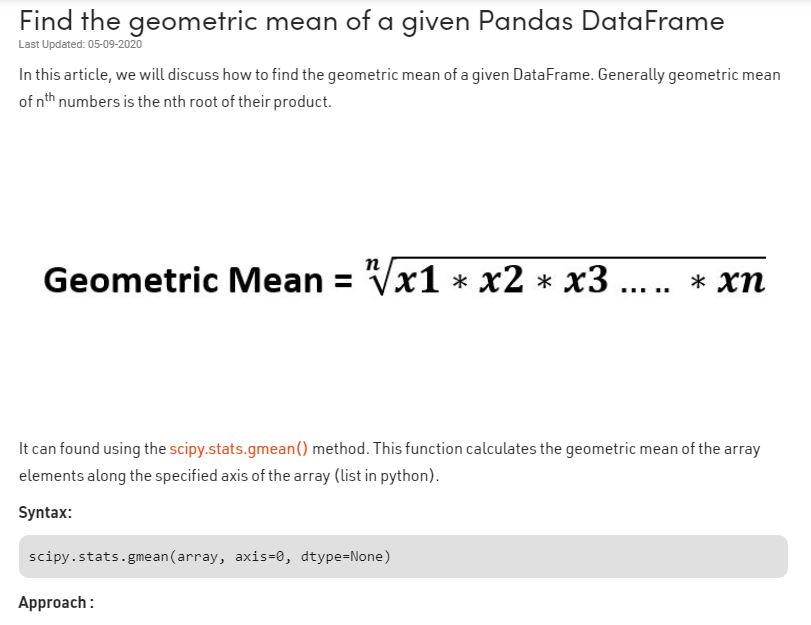 Find the geometric mean of a given Pandas DataFrame
Last Updated: 05-09-2020
In this article, we will discuss how to find the geometric mean of a given DataFrame. Generally geometric mean
of nth numbers is the nth root of their product.
Geometric Mean = n√x1 * x2 * x3 ..... * xn
It can found using the scipy.stats.gmean() method. This function calculates the geometric mean of the array
elements along the specified axis of the array (list in python).
Syntax:
scipy.stats.gmean(array, axis=0, dtype=None)
Approach :